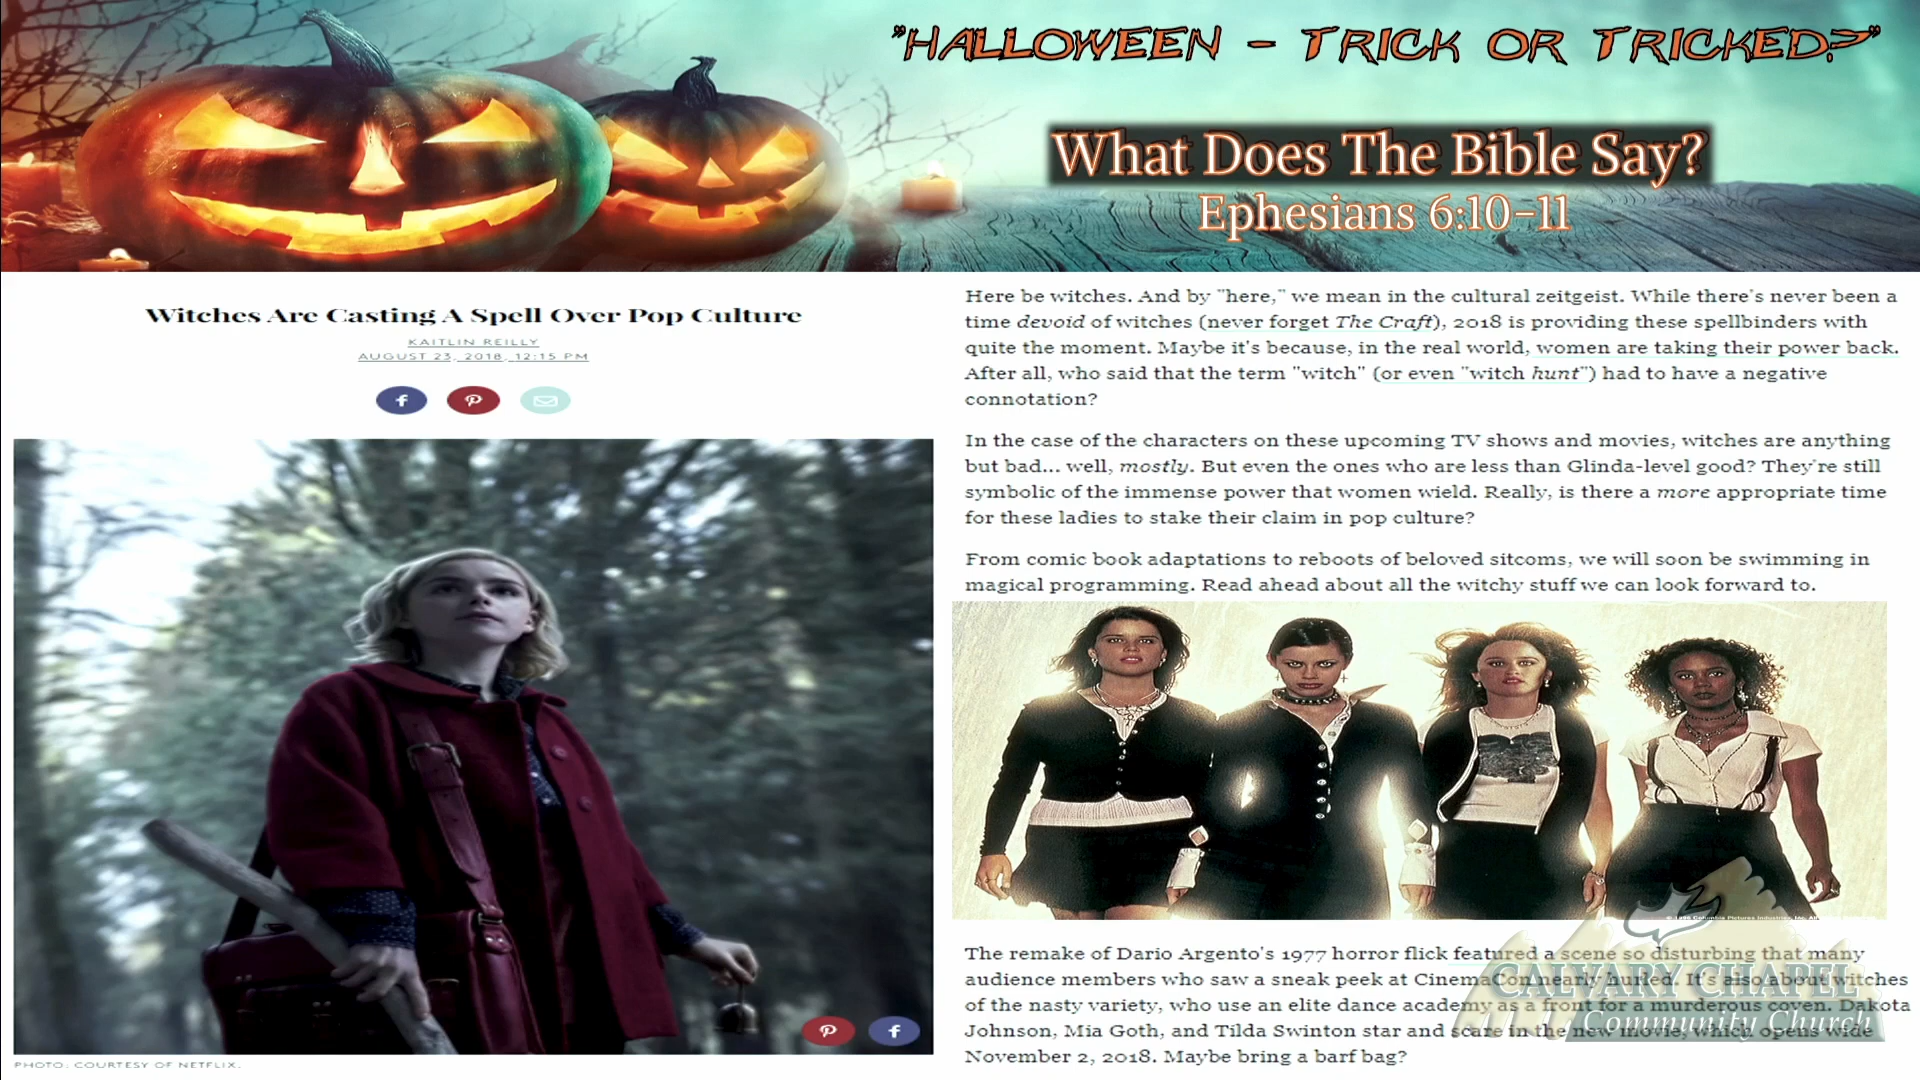 "HALLOWEEN - TRICK OR TRICKED?"
What Does The Bible Say?
Ephesians 6:10-11
Witches Are Casting A Spell Over Pop Culture
KAITLIN REILLY
AUGUST 23, 2018, 12:15 PM
PHOTO: COURTESY OF NETFLIX.
Here be witches. And by "here," we mean in the cultural zeitgeist. While there's never been a
time devoid of witches (never forget The Craft), 2018 is providing these spellbinders with
quite the moment. Maybe it's because, in the real world, women are taking their power back.
After all, who said that the term "witch" (or even "witch hunt") had to have a negative
connotation?
In the case of the characters on these upcoming TV shows and movies, witches are anything
but bad... well, mostly. But even the ones who are less than Glinda-level good? They're still
symbolic of the immense power that women wield. Really, is there a more appropriate time
for these ladies to stake their claim in pop culture?
From comic book adaptations to reboots of beloved sitcoms, we will soon be swimming in
magical programming. Read ahead about all the witchy stuff we can look forward to.
© 1996 Columbia Pictures Industries, Inc. All
The remake of Dario Argento's 1977 horror flick featured a scene so disturbing that many
audience members who saw a sneak peek at CinemaCon nearly hurled. It's also about witches
of the nasty variety, who use an elite dance academy as a front for a murderous coven. Dakota
Johnson, Mia Goth, and Tilda Swinton star and scare in the new movie, which opens wide
November 2, 2018. Maybe bring a barf bag?
CALVARY CHAPEL
Community Church